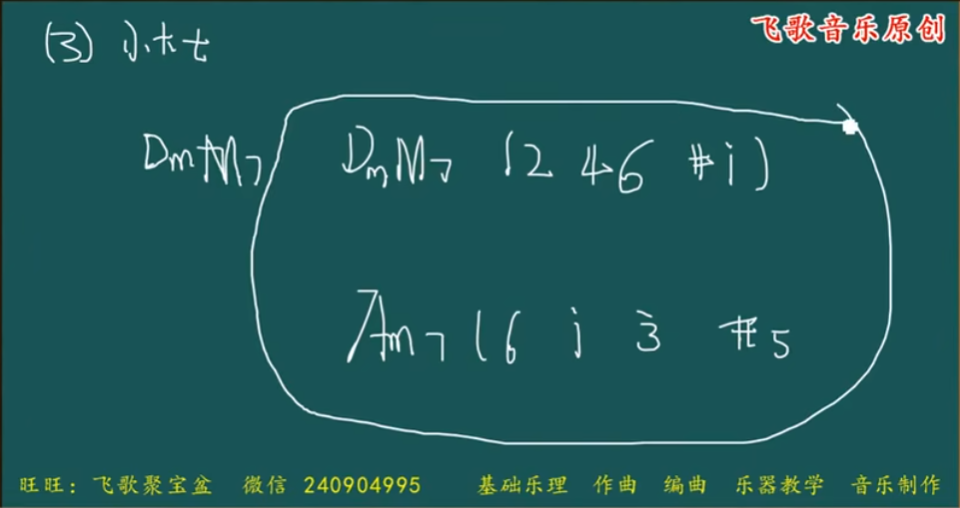 飞歌音乐原创
(3) 小大七
DmM7 DmM7 (2 4 6 #i)
Am7 (6 i 3 #5
旺旺：飞歌聚宝盆 微信 240904995 基础乐理 作曲 编曲 乐器教学 音乐制作